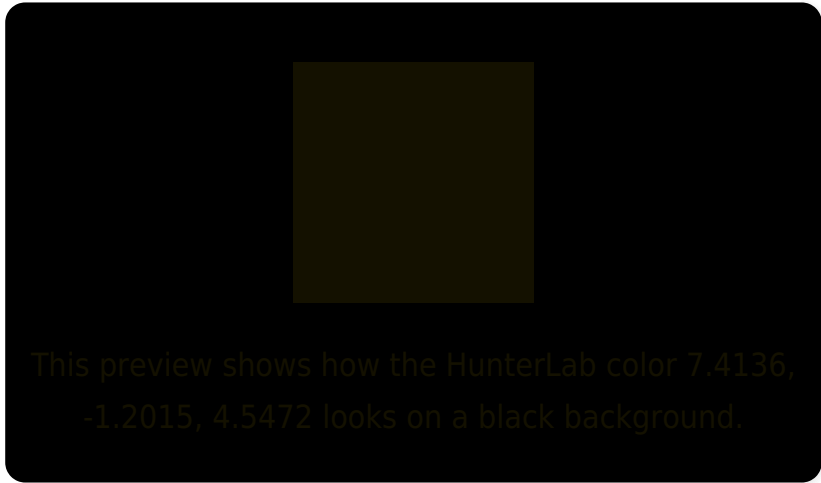 This preview shows how the HunterLab color 7.4136,
-1.2015, 4.5472 looks on a black background.